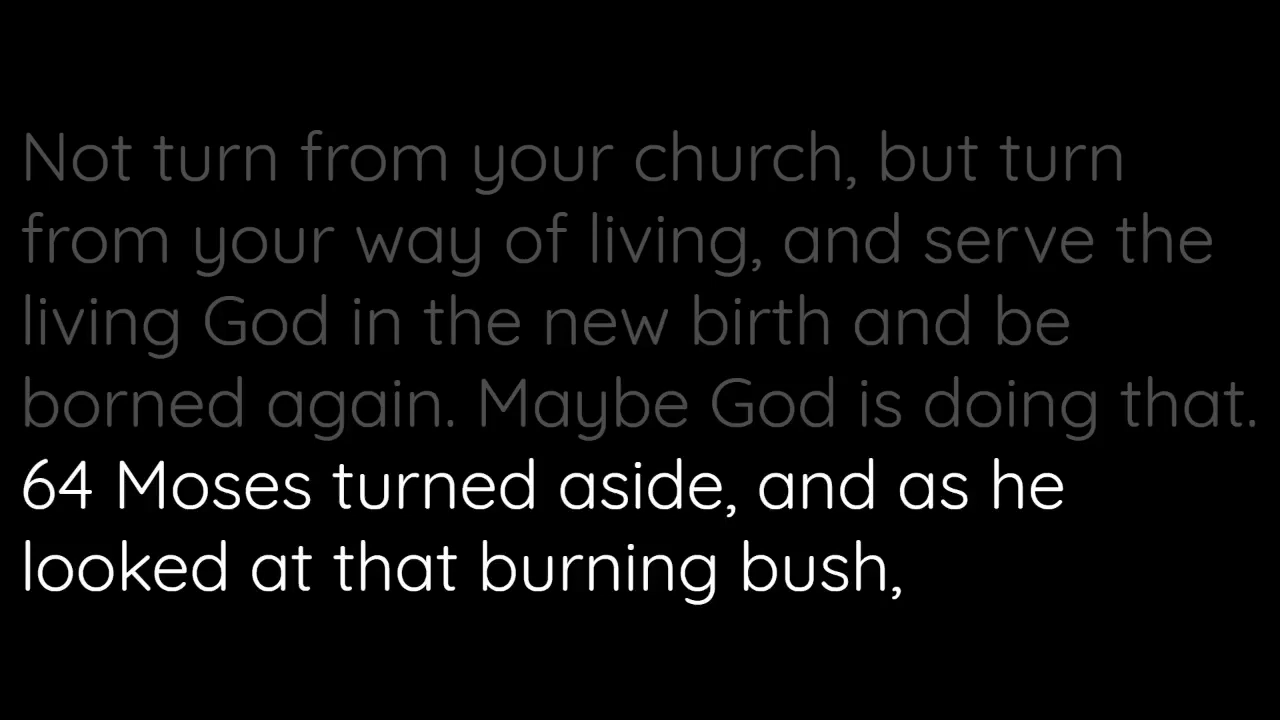 Not turn from your church, but turn
from your way of living, and serve the
living God in the new birth and be
borned again. Maybe God is doing that.
64 Moses turned aside, and as he
looked at that burning bush,